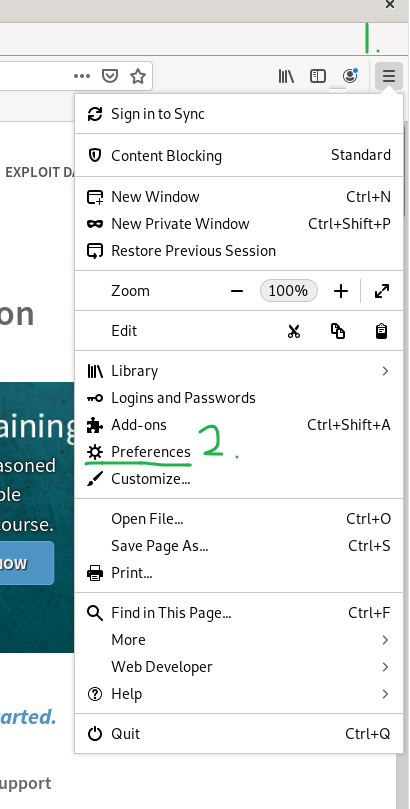 1.
Sign in to Sync
EXPLOIT DA
Content Blocking Standard
New Window Ctrl+N
New Private Window Ctrl+Shift+P
Restore Previous Session
Zoom 100%
on
Edit
Library
Logins and Passwords
aining
Add-ons Ctrl+Shift+A
Preferences 2.
asoned
Customize...
ble
course.
Open File... Ctrl+O
Save Page As... Ctrl+S
NOW
Print...
Find in This Page... Ctrl+F
More
Web Developer
Help
arted.
Quit Ctrl+Q
upport